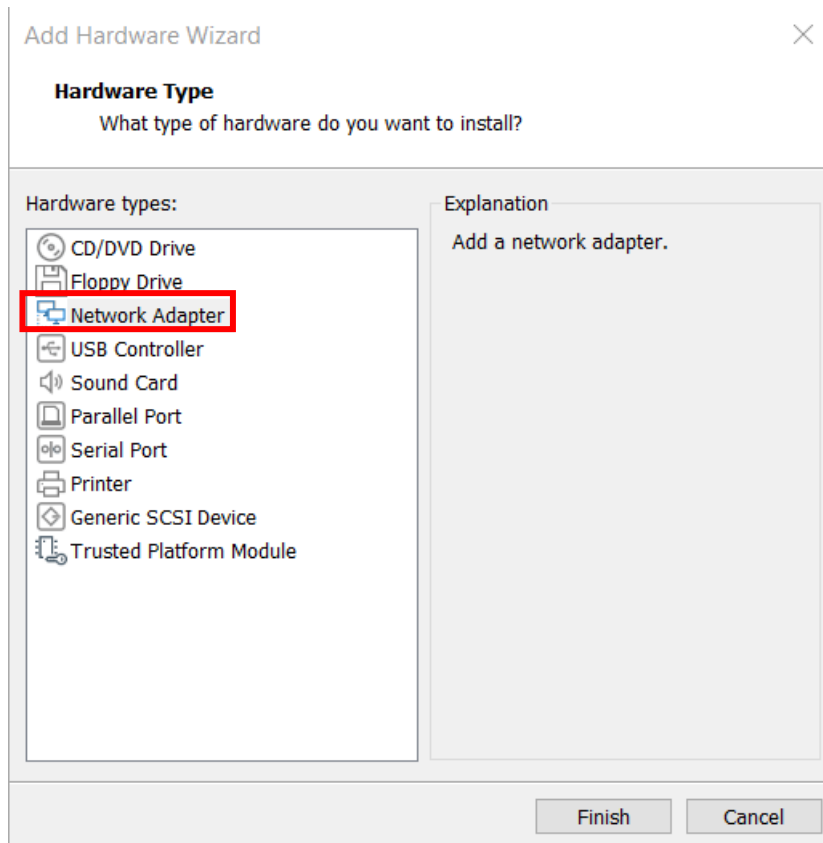 Add Hardware Wizard
Hardware Type
What type of hardware do you want to install?
Hardware types:
CD/DVD Drive
Floppy Drive
Network Adapter
USB Controller
Sound Card
Parallel Port
Serial Port
Printer
Generic SCSI Device
Trusted Platform Module
Explanation
Add a network adapter.
Finish
Cancel